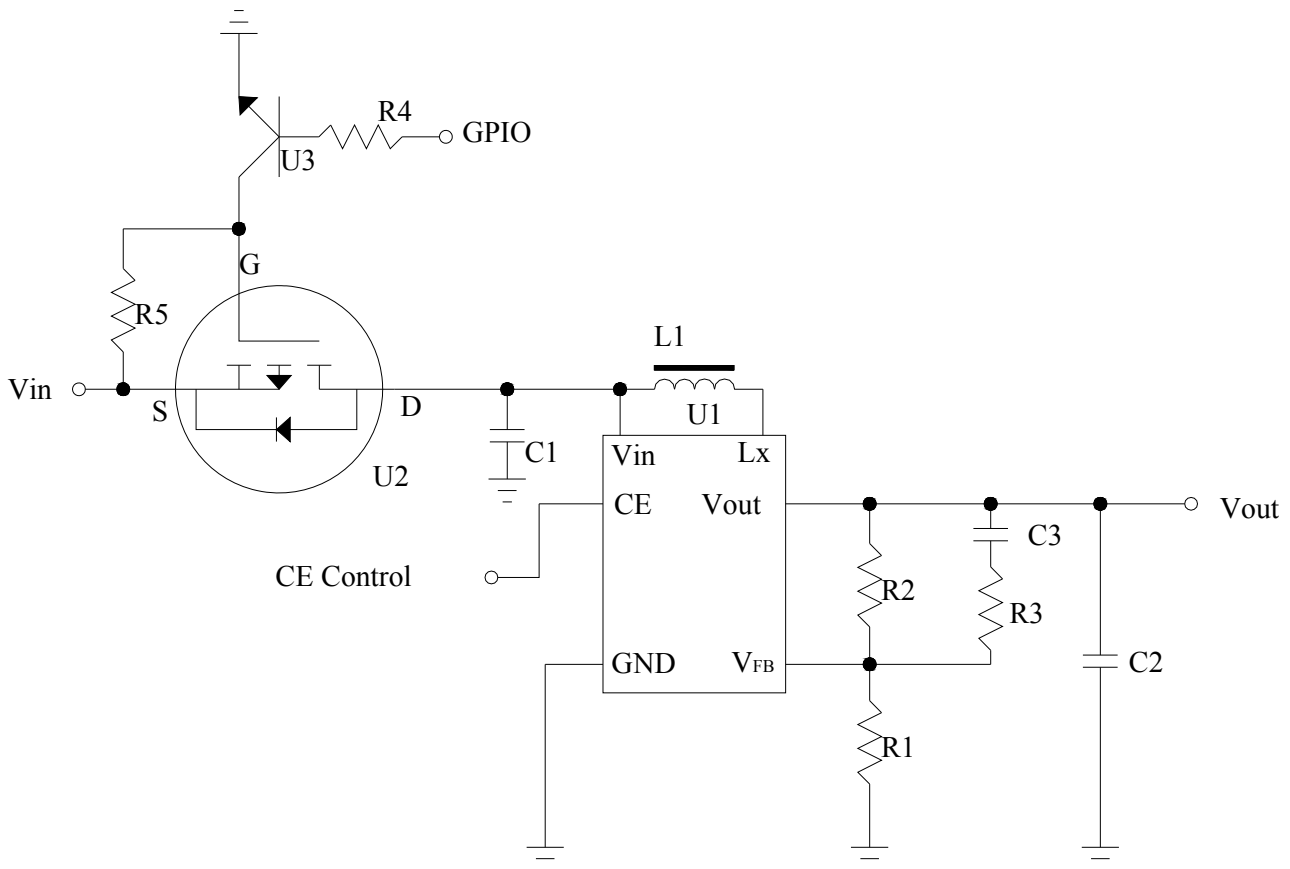 R4
GPIO
U3
G
R5
L1
Vin
S
D
U1
C1
Vin
Lx
U2
CE
Vout
Vout
C3
CE Control
R2
R3
GND
VFB
C2
R1